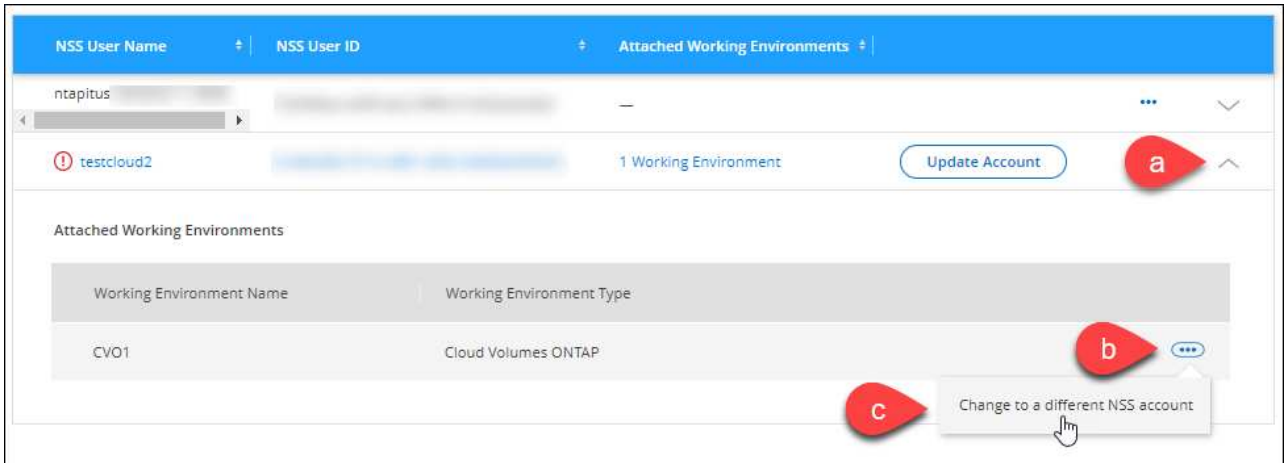 NSS User Name NSS User ID Attached Working Environments
ntapitus —
testcloud2 1 Working Environment Update Account a
Attached Working Environments
Working Environment Name Working Environment Type
CVO1 Cloud Volumes ONTAP b
c Change to a different NSS account